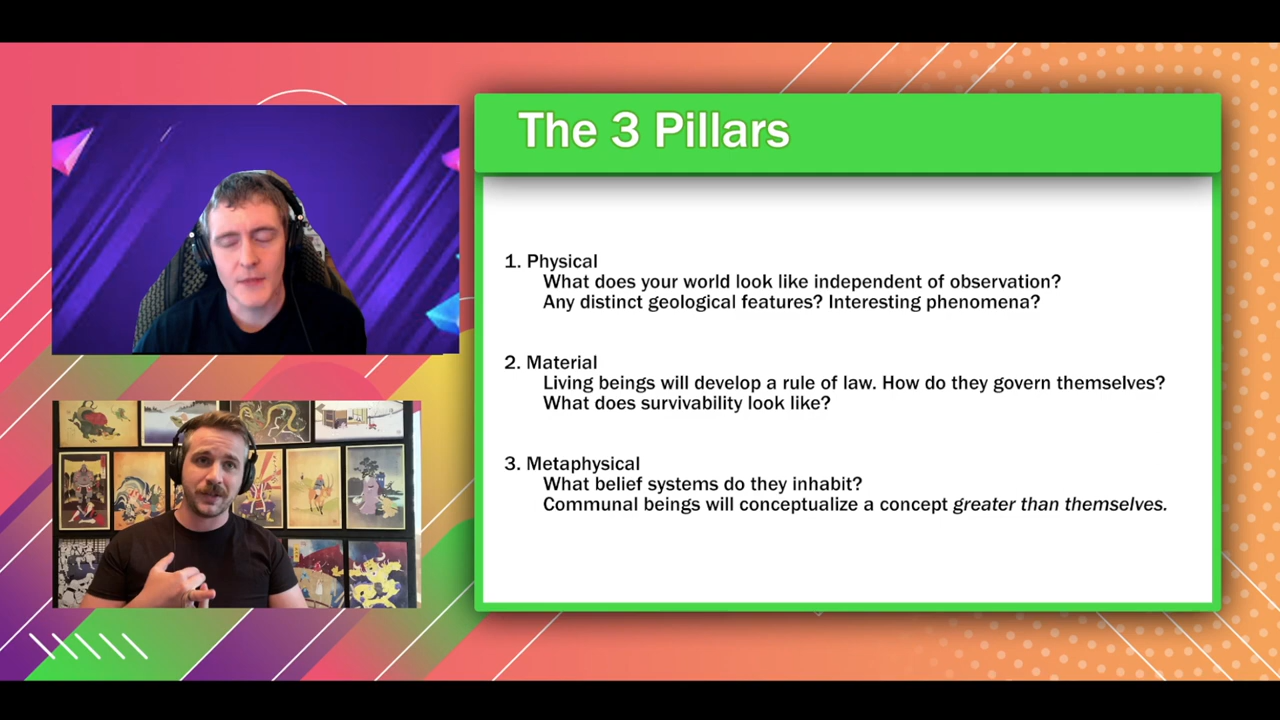 The 3 Pillars
1. Physical
What does your world look like independent of observation?
Any distinct geological features? Interesting phenomena?
2. Material
Living beings will develop a rule of law. How do they govern themselves?
What does survivability look like?
3. Metaphysical
What belief systems do they inhabit?
Communal beings will conceptualize a concept greater than themselves.